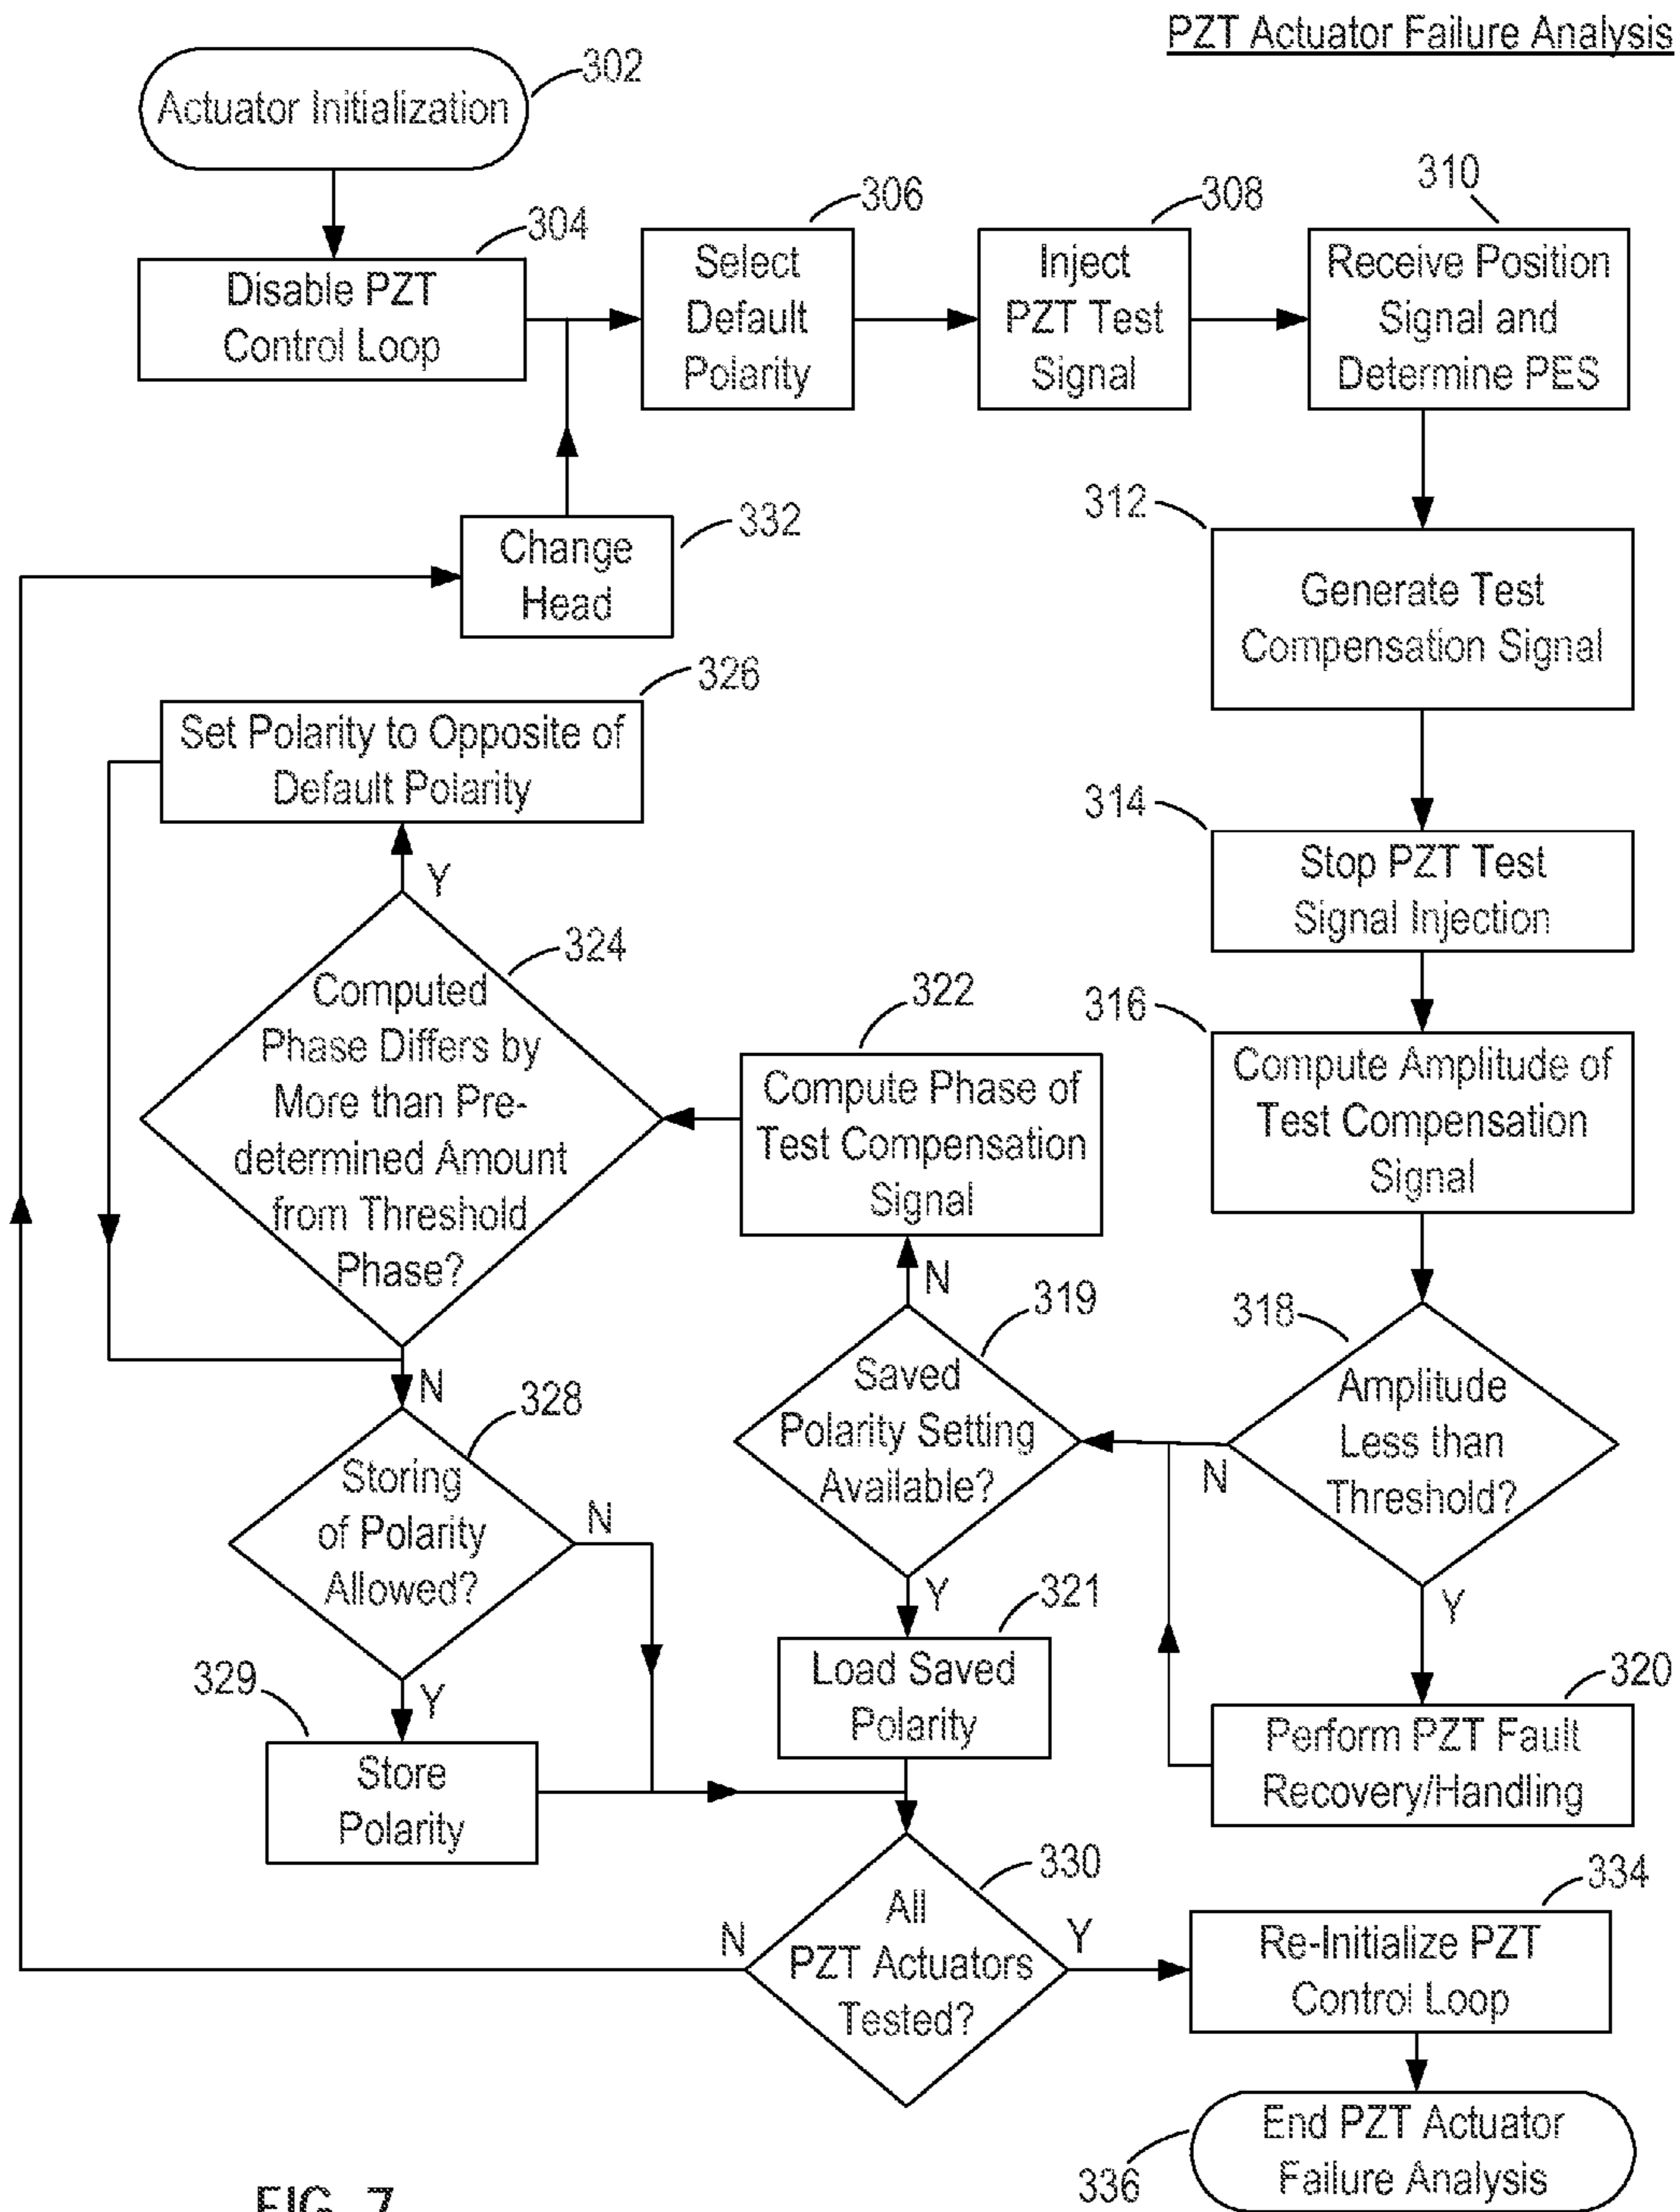 PZT Actuator Failure Analysis
302
Actuator Initialization
304
Disable PZT
Control Loop
306
Select
Default
Polarity
308
Inject
PZT Test
Signal
310
Receive Position
Signal and
Determine PES
312
Generate Test
Compensation Signal
314
Stop PZT Test
Signal Injection
316
Compute Amplitude of
Test Compensation
Signal
318
Amplitude
Less than
Threshold?
N
Y
320
Perform PZT Fault
Recovery/Handling
319
Saved
Polarity Setting
Available?
N
Y
321
Load Saved
Polarity
322
Compute Phase of
Test Compensation
Signal
324
Computed
Phase Differs by
More than Pre-
determined Amount
from Threshold
Phase?
Y
N
326
Set Polarity to Opposite of
Default Polarity
328
Storing
of Polarity
Allowed?
N
Y
329
Store
Polarity
330
All
PZT Actuators
Tested?
N
Y
332
Change
Head
334
Re-Initialize PZT
Control Loop
336
End PZT Actuator
Failure Analysis
FIG. 7